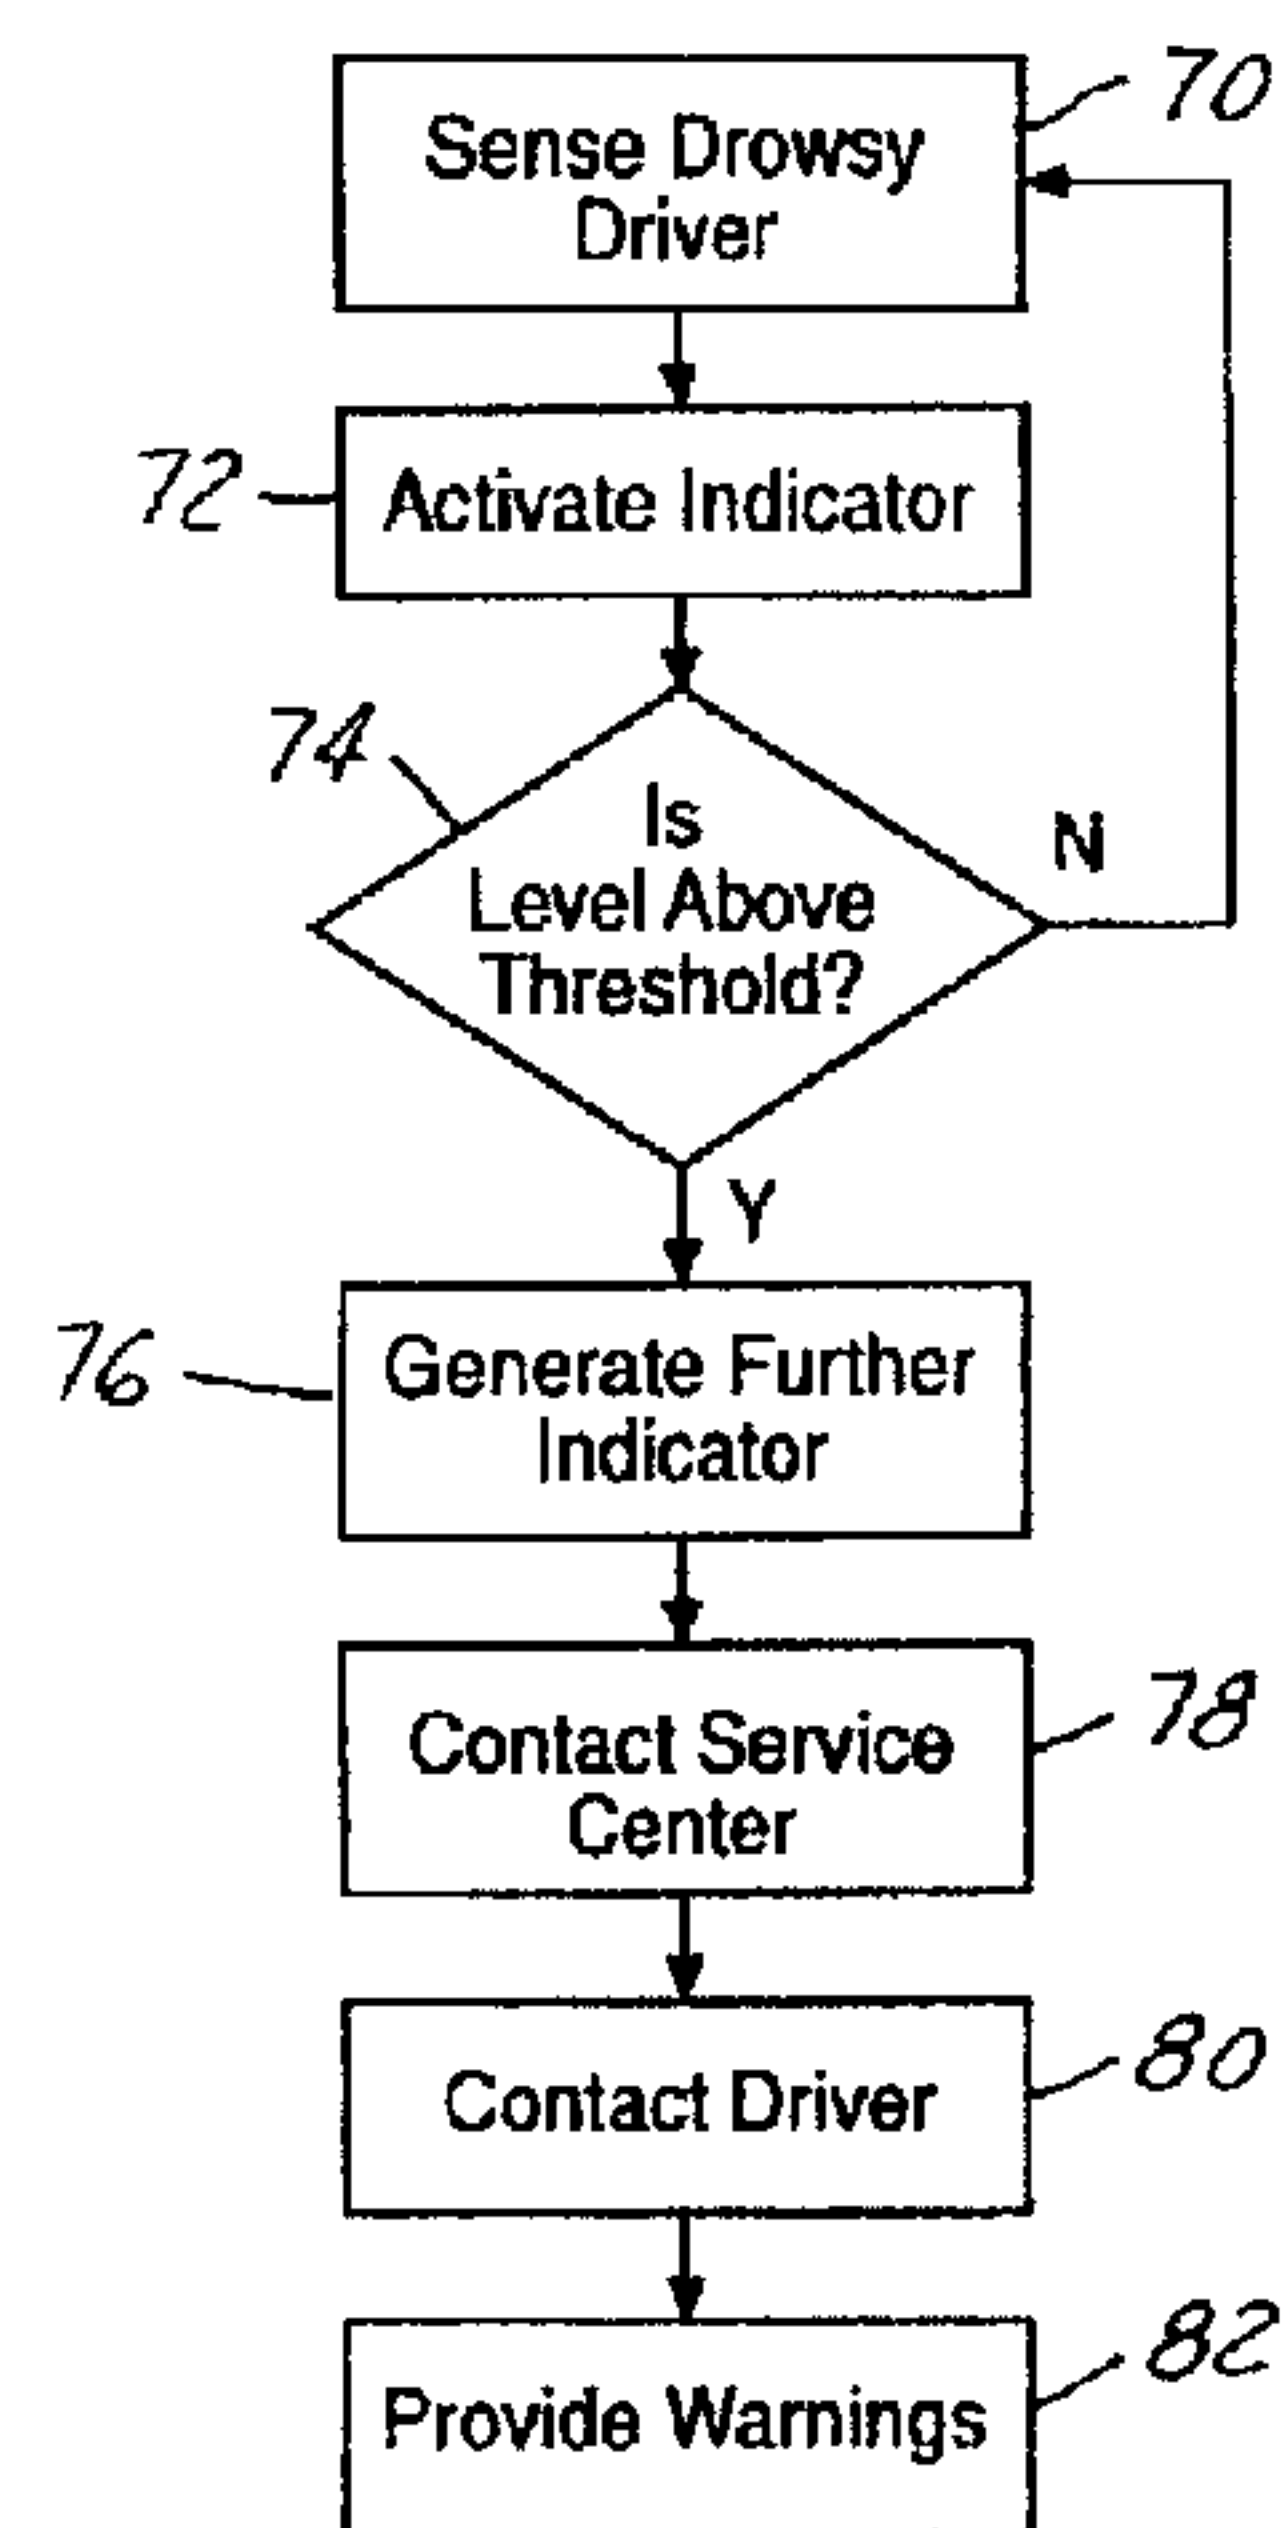 70
Sense Drowsy
Driver
72
Activate Indicator
74
Is
Level Above
Threshold?
N
Y
76
Generate Further
Indicator
78
Contact Service
Center
80
Contact Driver
82
Provide Warnings